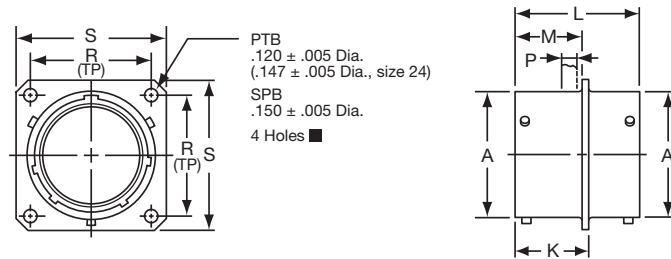 S
R
(TP)
R
(TP)
S
PTB
.120 ± .005 Dia.
(.147 ± .005 Dia., size 24)
SPB
.150 ± .005 Dia.
4 Holes ■
L
M
P
A
A
K